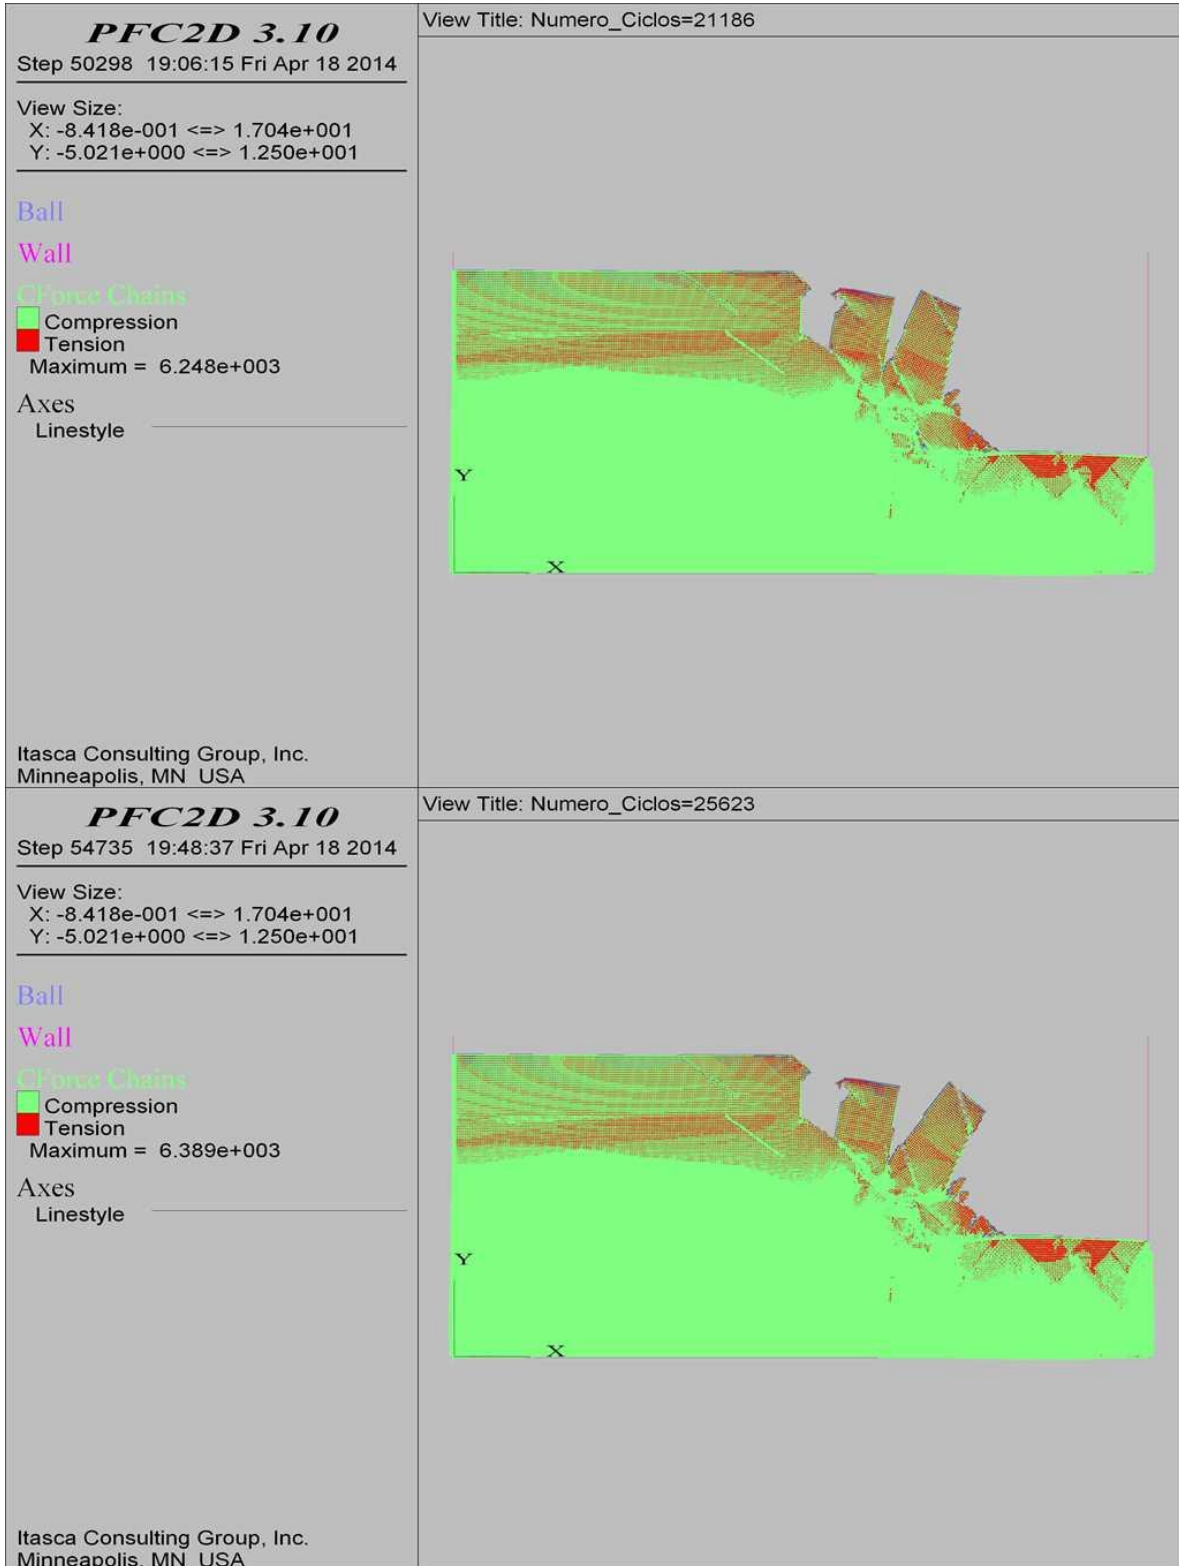 PFC2D 3.10
Step 50298 19:06:15 Fri Apr 18 2014
View Size:
X: -8.418e-001 <=> 1.704e+001
Y: -5.021e+000 <=> 1.250e+001
Ball
Wall
CForce Chains
Compression
Tension
Maximum = 6.248e+003
Axes
Linestyle
Itasca Consulting Group, Inc.
Minneapolis, MN USA
View Title: Numero_Ciclos=21186
Y
X
PFC2D 3.10
Step 54735 19:48:37 Fri Apr 18 2014
View Size:
X: -8.418e-001 <=> 1.704e+001
Y: -5.021e+000 <=> 1.250e+001
Ball
Wall
CForce Chains
Compression
Tension
Maximum = 6.389e+003
Axes
Linestyle
Itasca Consulting Group, Inc.
Minneapolis, MN USA
View Title: Numero_Ciclos=25623
Y
X